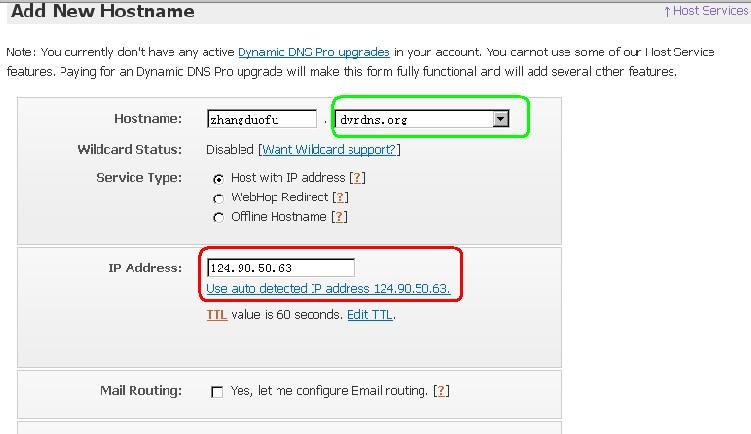 Add New Hostname
↑ Host Services
Note: You currently don't have any active Dynamic DNS Pro upgrades in your account. You cannot use some of our Host Service
features. Paying for an Dynamic DNS Pro upgrade will make this form fully functional and will add several other features.
Hostname: zhangduofu . dvrdns.org
Wildcard Status: Disabled [Want Wildcard support?]
Service Type: Host with IP address [?]
WebHop Redirect [?]
Offline Hostname [?]
IP Address: 124.90.50.63
Use auto detected IP address 124.90.50.63.
TTL value is 60 seconds. Edit TTL.
Mail Routing: Yes, let me configure Email routing. [?]